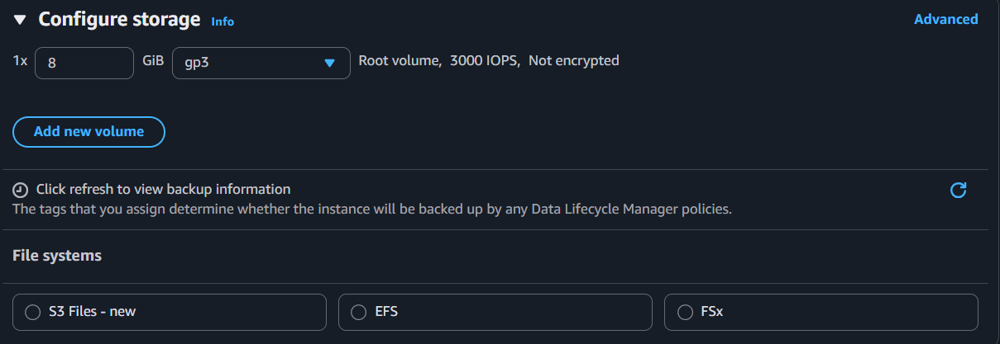 Configure storage Info Advanced
1x 8 GiB gp3 Root volume, 3000 IOPS, Not encrypted
Add new volume
Click refresh to view backup information
The tags that you assign determine whether the instance will be backed up by any Data Lifecycle Manager policies.
File systems
S3 Files - new EFS FSx